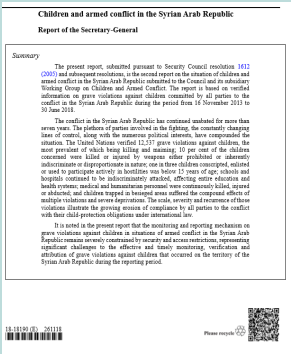 Children and armed conflict in the Syrian Arab Republic
Report of the Secretary-General
Summary
The present report, submitted pursuant to Security Council resolution 1612
(2005) and subsequent resolutions, is the second report on the situation of children and
armed conflict in the Syrian Arab Republic submitted to the Council and its subsidiary
Working Group on Children and Armed Conflict. The report is based on verified
information on grave violations against children committed by all parties to the
conflict in the Syrian Arab Republic during the period from 16 November 2013 to
30 June 2018.
The conflict in the Syrian Arab Republic has continued unabated for more than
seven years. The plethora of parties involved in the fighting, the constantly changing
lines of control, along with the numerous political interests, have compounded the
situation. The United Nations verified 12,537 grave violations against children, the
most prevalent of which being killing and maiming; 10 per cent of the children
concerned were killed or injured by weapons either prohibited or inherently
indiscriminate or disproportionate in nature; one in three children conscripted, enlisted
or used to participate actively in hostilities was below 15 years of age; schools and
hospitals continued to be indiscriminately attacked, affecting entire education and
health systems; medical and humanitarian personnel were continuously killed, injured
or abducted; and children trapped in besieged areas suffered the compound effects of
multiple violations and severe deprivations. The scale, severity and recurrence of those
violations illustrate the growing erosion of compliance by all parties to the conflict
with their child-protection obligations under international law.
It is noted in the present report that the monitoring and reporting mechanism on
grave violations against children in situations of armed conflict in the Syrian Arab
Republic remains severely constrained by security and access restrictions, representing
significant challenges to the effective and timely monitoring, verification and
attribution of grave violations against children that occurred on the territory of the
Syrian Arab Republic during the reporting period.
18-18190 (E) 261118
Please recycle